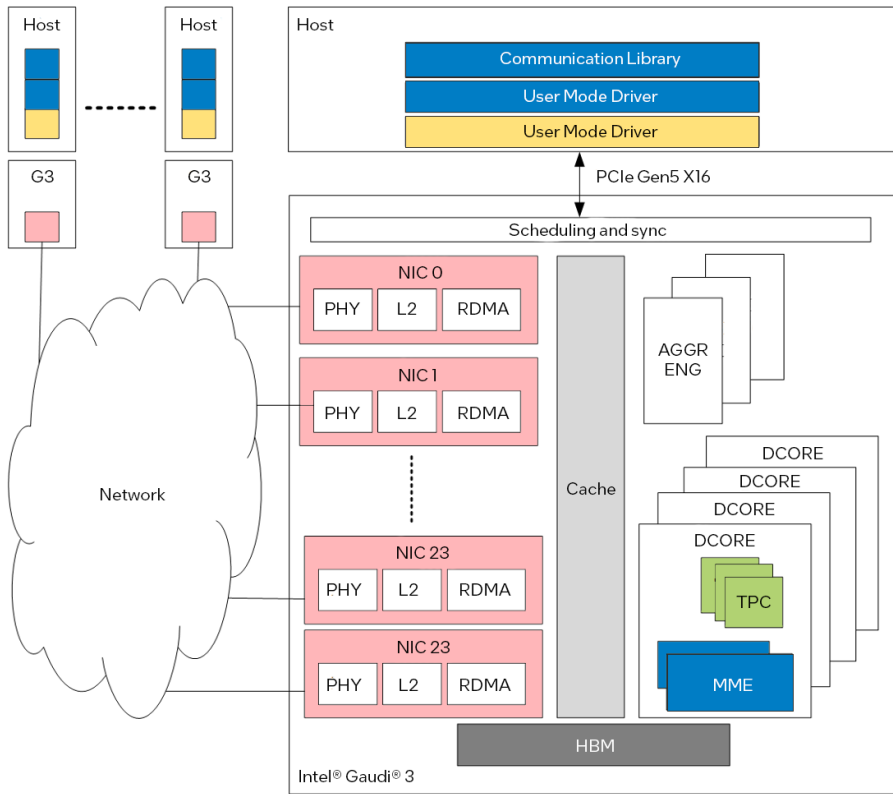 Host
Host
Host
Communication Library
User Mode Driver
User Mode Driver
G3
G3
PCIe Gen5 X16
Scheduling and sync
NIC 0
PHY
L2
RDMA
NIC 1
PHY
L2
RDMA
NIC 23
PHY
L2
RDMA
NIC 23
PHY
L2
RDMA
Network
Cache
AGGR
ENG
DCORE
DCORE
DCORE
DCORE
TPC
MME
HBM
Intel® Gaudi® 3